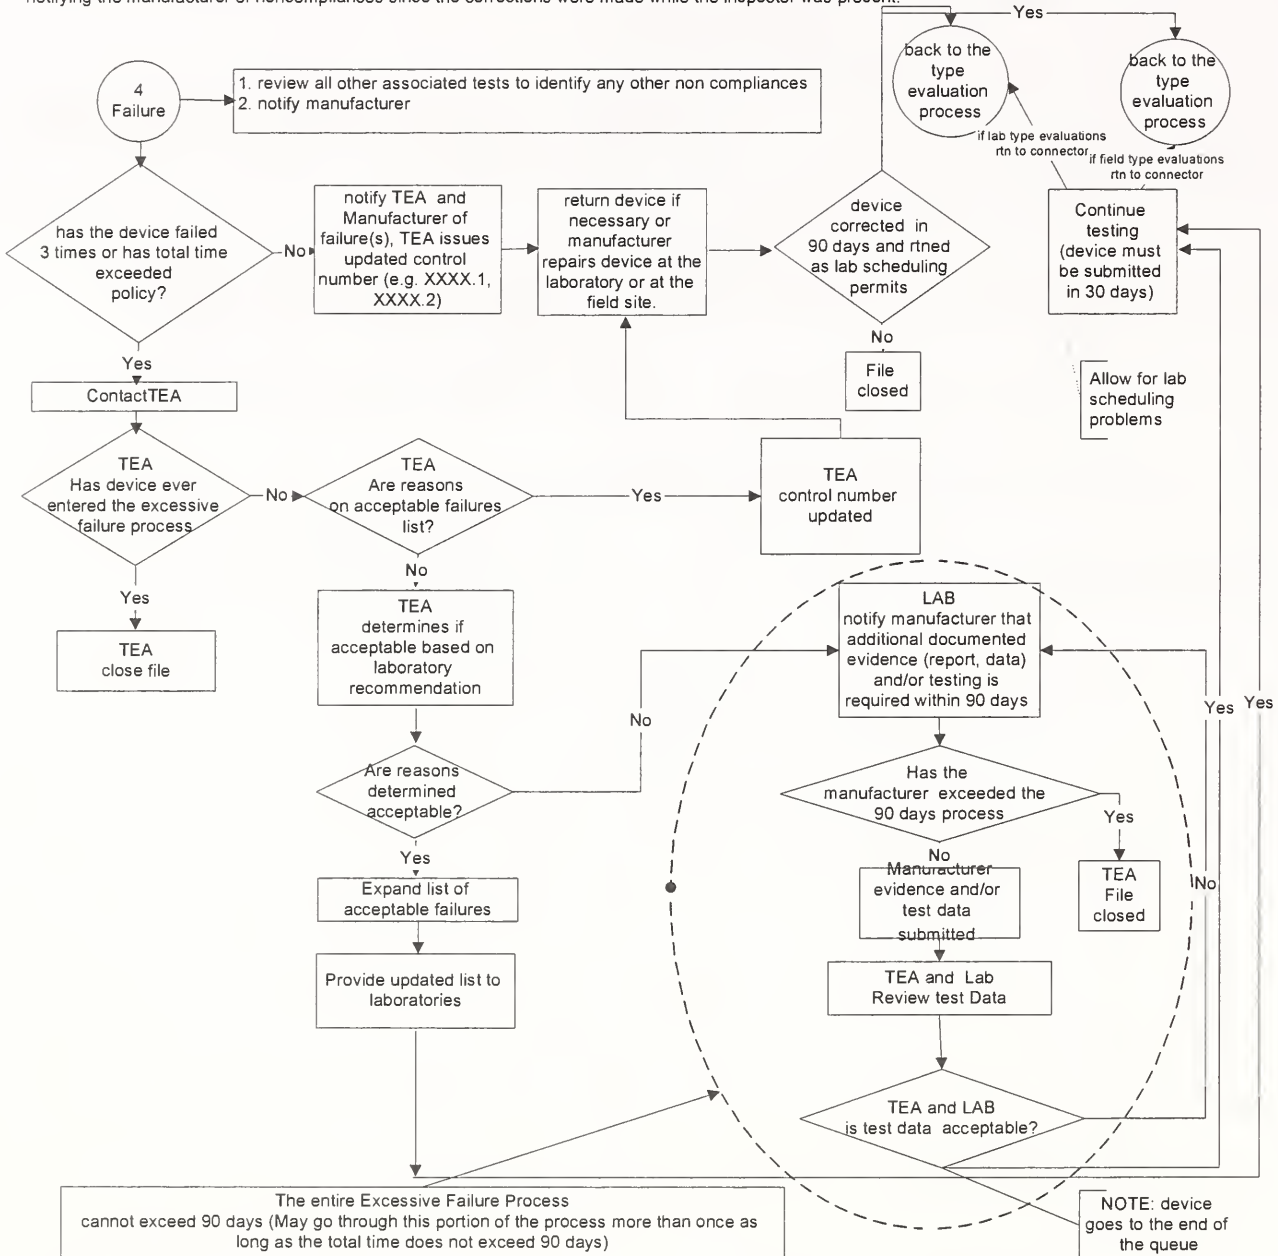 notifying the manufacturer of noncompliances since the corrections were made while the inspector was present.
Yes
back to the
type
evaluation
process
back to the
type
evaluation
process
4
Failure
1. review all other associated tests to identify any other non compliances
2. notify manufacturer
if lab type evaluations
rtn to connector
if field type evaluations
rtn to connector
has the device failed
3 times or has total time
exceeded
policy?
No
notify TEA and
Manufacturer of
failure(s), TEA issues
updated control
number (e.g. XXXX.1,
XXXX.2)
return device if
necessary or
manufacturer
repairs device at the
laboratory or at the
field site.
device
corrected in
90 days and rtned
as lab scheduling
permits
Continue
testing
(device must
be submitted
in 30 days)
Yes
No
File
closed
Allow for lab
scheduling
problems
ContactTEA
TEA
Has device ever
entered the excessive
failure process
No
TEA
Are reasons
on acceptable failures
list?
Yes
TEA
control number
updated
Yes
TEA
close file
No
TEA
determines if
acceptable based on
laboratory
recommendation
LAB
notify manufacturer that
additional documented
evidence (report, data)
and/or testing is
required within 90 days
No
Yes
Yes
Are reasons
determined
acceptable?
Has the
manufacturer exceeded the
90 days process
Yes
TEA
File
closed
No
Yes
Expand list of
acceptable failures
No
Manufacturer
evidence and/or
test data
submitted
Provide updated list to
laboratories
TEA and Lab
Review test Data
TEA and LAB
is test data acceptable?
The entire Excessive Failure Process
cannot exceed 90 days (May go through this portion of the process more than once as
long as the total time does not exceed 90 days)
NOTE: device
goes to the end of
the queue